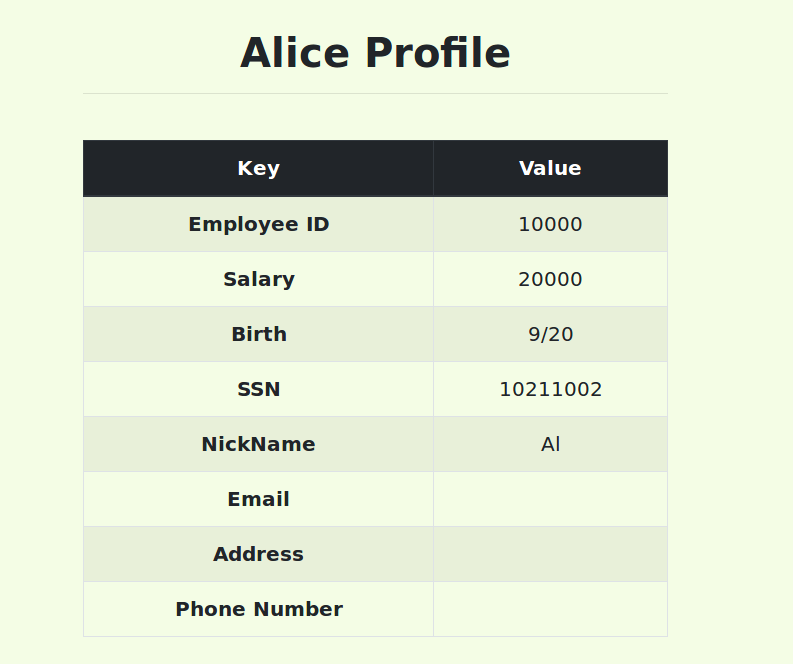 Alice Profile
Key Value
Employee ID 10000
Salary 20000
Birth 9/20
SSN 10211002
NickName Al
Email
Address
Phone Number